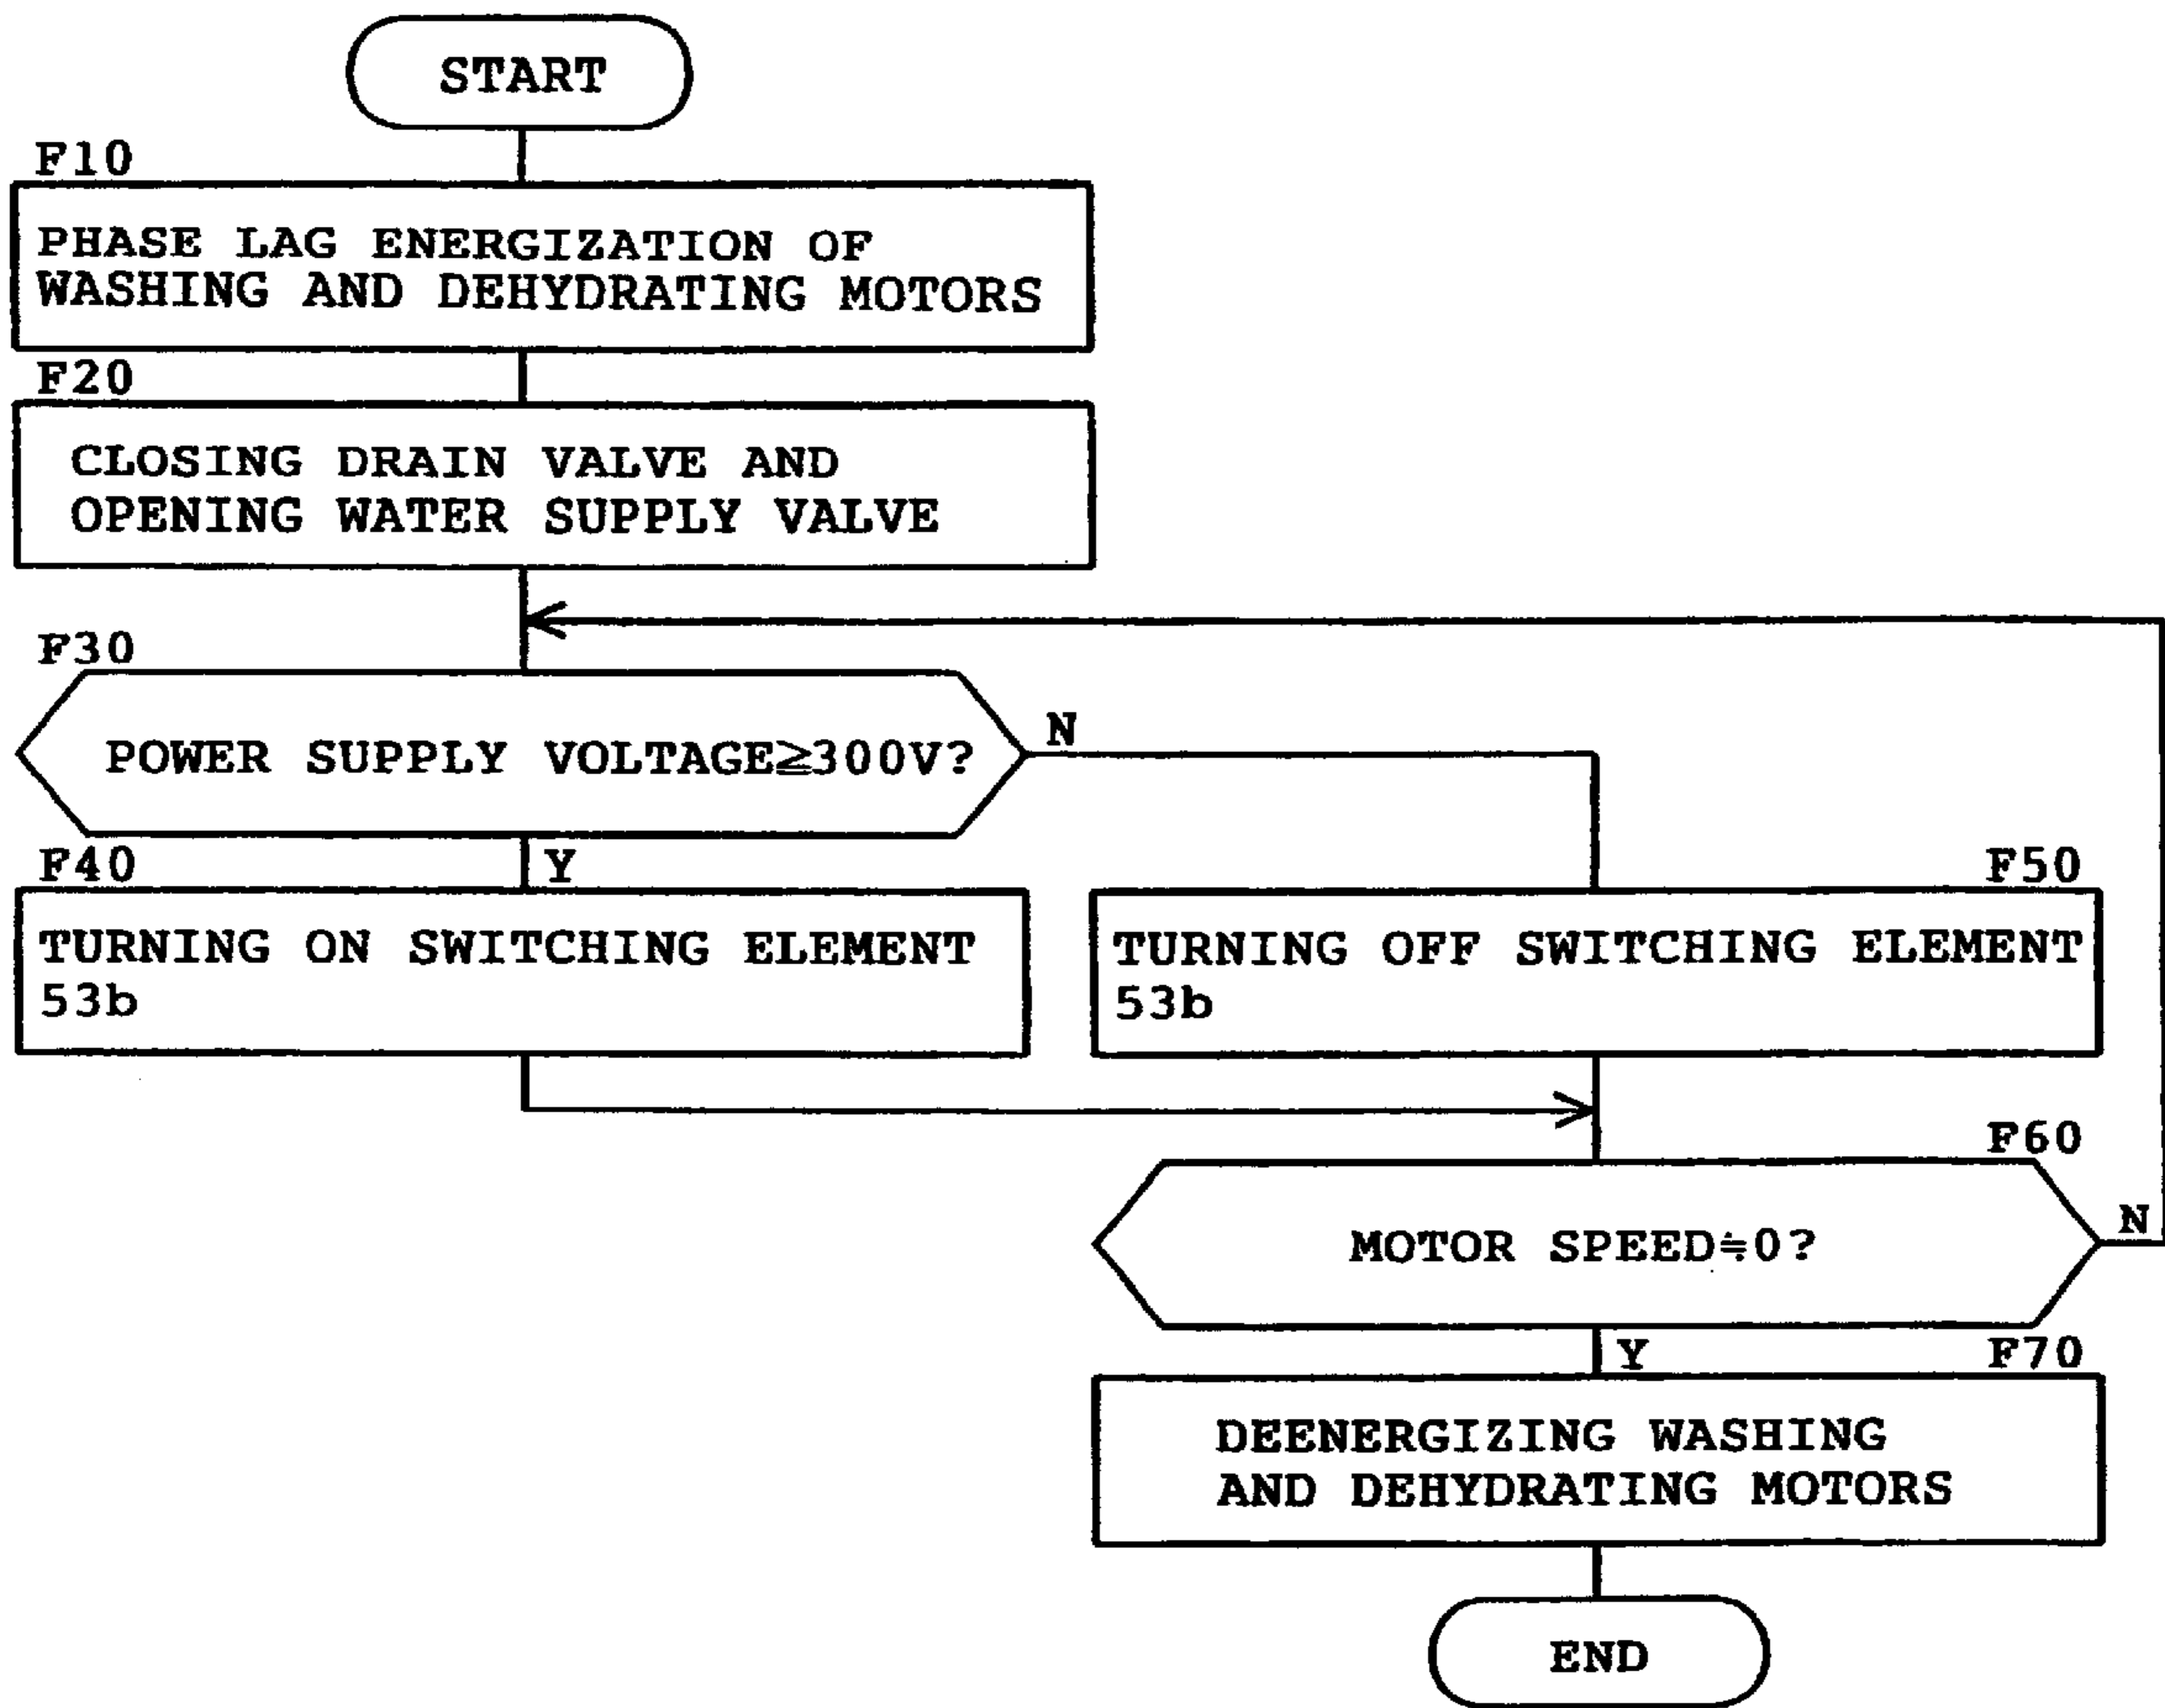 START
F10
PHASE LAG ENERGIZATION OF
WASHING AND DEHYDRATING MOTORS
F20
CLOSING DRAIN VALVE AND
OPENING WATER SUPPLY VALVE
F30
POWER SUPPLY VOLTAGE≧300V?
N
Y
F40
TURNING ON SWITCHING ELEMENT
53b
F50
TURNING OFF SWITCHING ELEMENT
53b
F60
MOTOR SPEED≒0?
N
Y
F70
DEENERGIZING WASHING
AND DEHYDRATING MOTORS
END